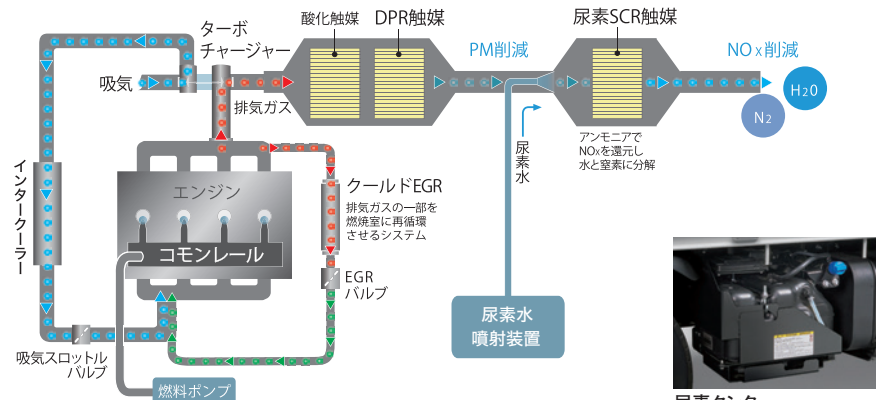 ターボ
チャージャー
酸化触媒
DPR触媒
尿素SCR触媒
吸気
排気ガス
PM削減
NOx削減
H2O
N2
アンモニアで
NOxを還元し
水と窒素に分解
尿素水
インタークーラー
エンジン
コモンレール
クールドEGR
排気ガスの一部を
燃焼室に再循環
させるシステム
EGR
バルブ
尿素水
噴射装置
吸気スロットル
バルブ
燃料ポンプ